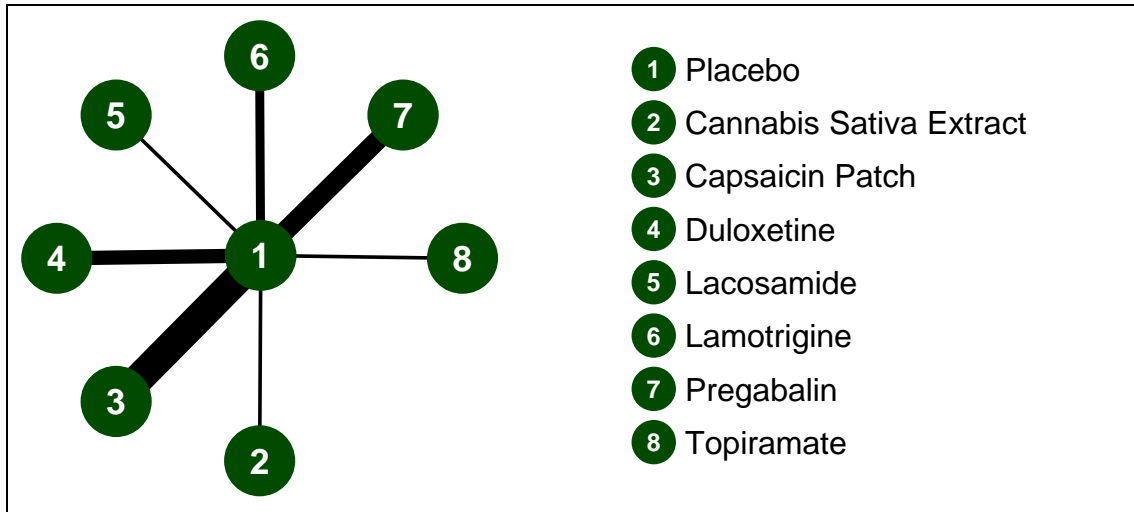 6
5
7
4
1
8
3
2
1 Placebo
2 Cannabis Sativa Extract
3 Capsaicin Patch
4 Duloxetine
5 Lacosamide
6 Lamotrigine
7 Pregabalin
8 Topiramate